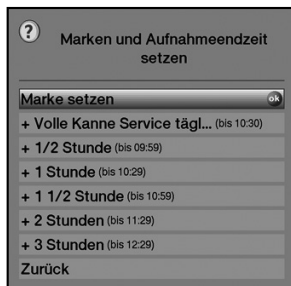 ?
Marken und Aufnahmeendzeit
setzen
Marke setzen ok
+ Volle Kanne Service tägl... (bis 10:30)
+ 1/2 Stunde (bis 09:59)
+ 1 Stunde (bis 10:29)
+ 1 1/2 Stunde (bis 10:59)
+ 2 Stunden (bis 11:29)
+ 3 Stunden (bis 12:29)
Zurück